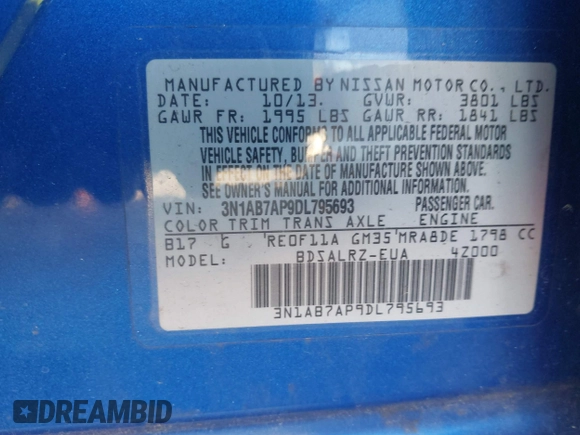 MANUFACTURED BY NISSAN MOTOR CO., LTD.
DATE: 10/13. GVWR: 3801 LBS
GAWR FR: 1995 LBS GAWR RR: 1841 LBS
THIS VEHICLE CONFORMS TO ALL APPLICABLE FEDERAL MOTOR
VEHICLE SAFETY, BUMPER AND THEFT PREVENTION STANDARDS
IN EFFECT ON THE DATE OF MANUFACTURE SHOWN ABOVE.
SEE OWNER'S MANUAL FOR ADDITIONAL INFORMATION.
VIN: 3N1AB7AP9DL795693 PASSENGER CAR.
COLOR TRIM TRANS AXLE ENGINE
B17 G 'RE0F11A GM35'MRA8DE 1798 CC
MODEL: BDSALRZ-EUA 4Z000
3N1AB7AP9DL795693
DREAMBID